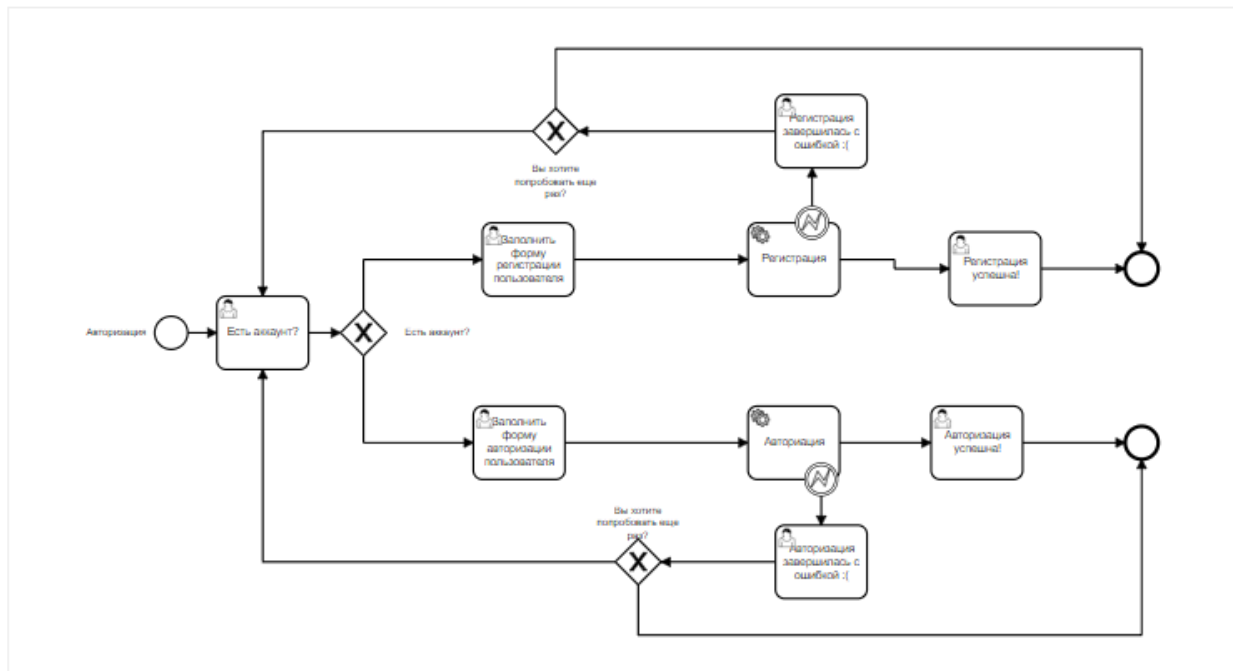 Регистрация
завершилась с
ошибкой :(
Вы хотите
попробовать еще
раз?
Заполнить
форму
регистрации
пользователя
Регистрация
Регистрация
успешна!
Авторизация
Есть аккаунт?
Есть аккаунт?
Заполнить
форму
авторизации
пользователя
Авториация
Авторизация
успешна!
Вы хотите
попробовать еще
раз?
Авторизация
завершилась с
ошибкой :(